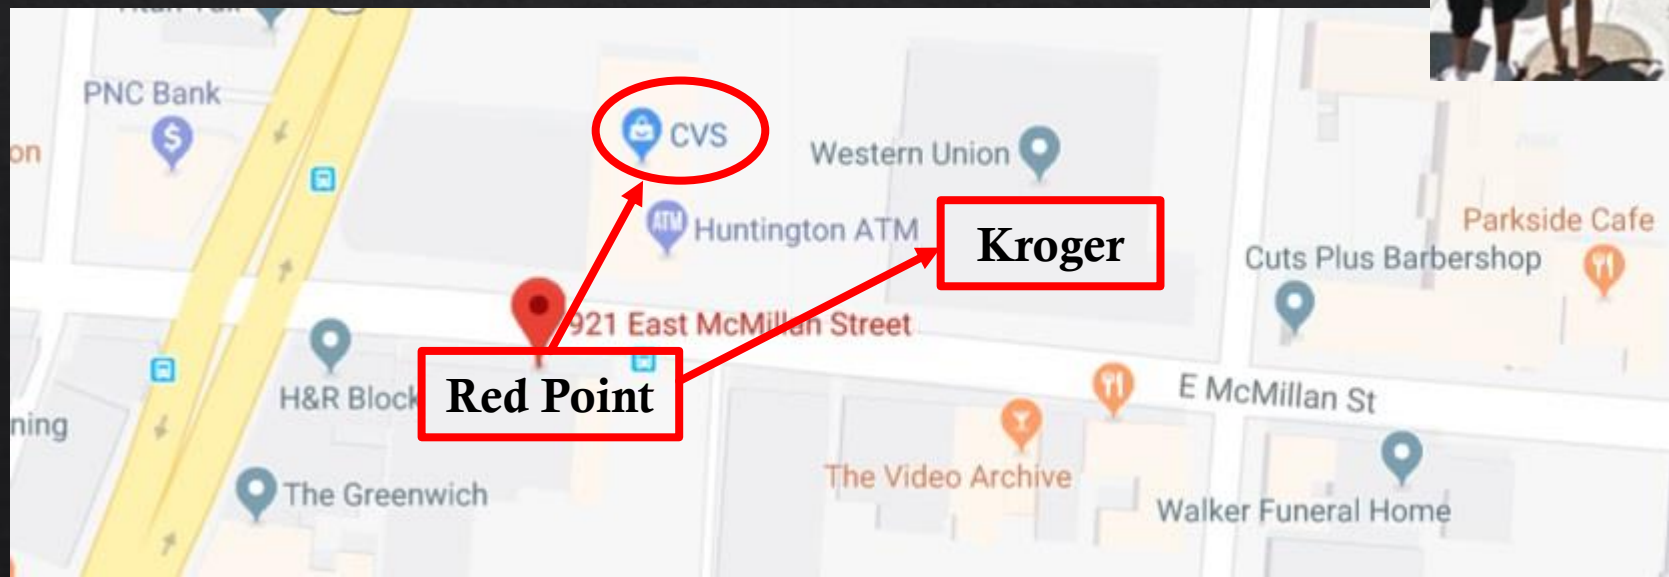 PNC Bank
on
CVS
Western Union
ATM
Huntington ATM
Kroger
Parkside Cafe
Cuts Plus Barbershop
921 East McMillan Street
Red Point
H&R Block
E McMillan St
ning
The Video Archive
The Greenwich
Walker Funeral Home